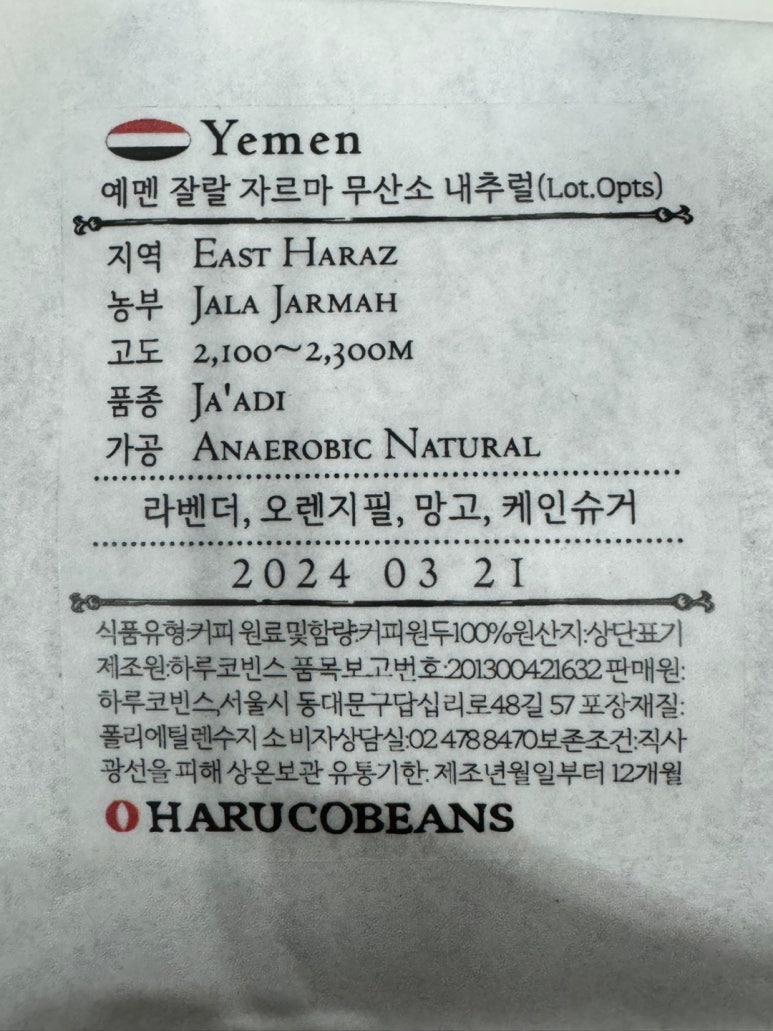 Yemen
예멘 잘랄 자르마 무산소 내추럴(Lot.Opts)
지역 EAST HARAZ
농부 JALA JARMAH
고도 2,100~2,300M
품종 JA'ADI
가공 ANAEROBIC NATURAL
라벤더, 오렌지필, 망고, 케인슈거
2024 03 21
식품유형:커피 원료및함량:커피원두100%원산지:상단표기
제조원:하루코빈스 품목보고번호:201300421632 판매원:
하루코빈스,서울시 동대문구답십리로48길 57 포장재질:
폴리에틸렌수지 소비자상담실:02 478 8470보존조건:직사
광선을 피해 상온보관 유통기한: 제조년월일부터 12개월
HARUCOBEANS